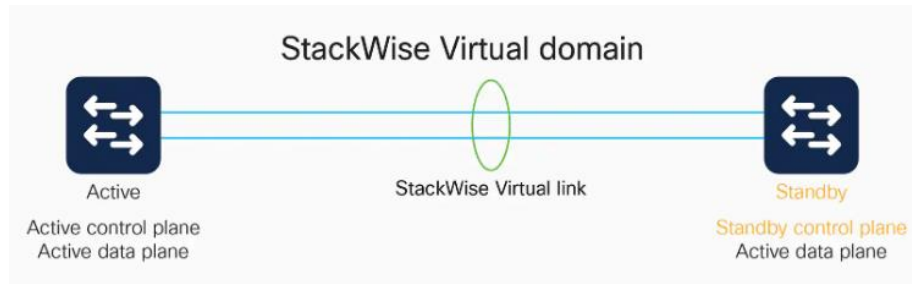 StackWise Virtual domain
Active
StackWise Virtual link
Standby
Active control plane
Active data plane
Standby control plane
Active data plane